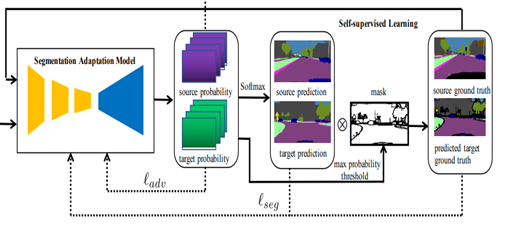 Self-supervised Learning
Segmentation Adaptation Model
source probability
Softmax
source prediction
mask
source ground truth
target probability
target prediction
max probability
threshold
predicted target
ground truth
ℓadv
ℓseg